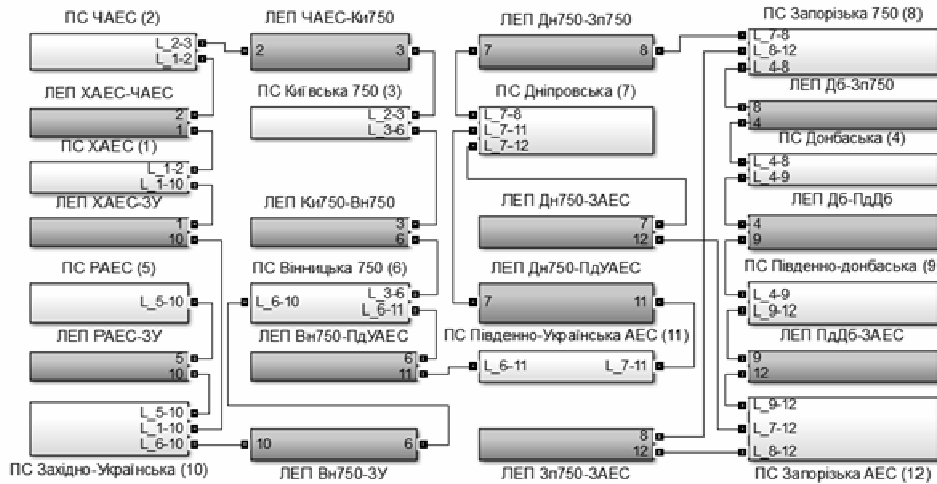 ПС ЧАЕС (2)
L_2-3
L_1-2
ЛЕП ХАЕС-ЧАЕС
2
1
ПС ХАЕС (1)
L_1-2
L_1-10
ЛЕП ХАЕС-ЗУ
1
10
ПС РАЕС (5)
L_5-10
ЛЕП РАЕС-ЗУ
5
10
L_5-10
L_1-10
L_6-10
ПС Західно-Українська (10)
ЛЕП ЧАЕС-Ки750
2 3
ПС Київська 750 (3)
L_2-3
L_3-6
ЛЕП Ки750-Вн750
3
6
ПС Вінницька 750 (6)
L_3-6
L_6-10
L_6-11
ЛЕП Вн750-ПдУАЕС
6
11
10 6
ЛЕП Вн750-ЗУ
ЛЕП Дн750-Зп750
7 8
ПС Дніпровська (7)
L_7-8
L_7-11
L_7-12
ЛЕП Дн750-ЗАЕС
7
12
ЛЕП Дн750-ПдУАЕС
7 11
ПС Південно-Українська АЕС (11)
L_6-11 L_7-11
8
12
ЛЕП Зп750-ЗАЕС
ПС Запорізька 750 (8)
L_7-8
L_8-12
L_4-8
ЛЕП Дб-Зп750
8
4
ПС Донбаська (4)
L_4-8
L_4-9
ЛЕП Дб-ПдДб
4
9
ПС Південно-донбаська (9
L_4-9
L_9-12
ЛЕП ПдДб-ЗАЕС
9
12
L_9-12
L_7-12
L_8-12
ПС Запорізька АЕС (12)